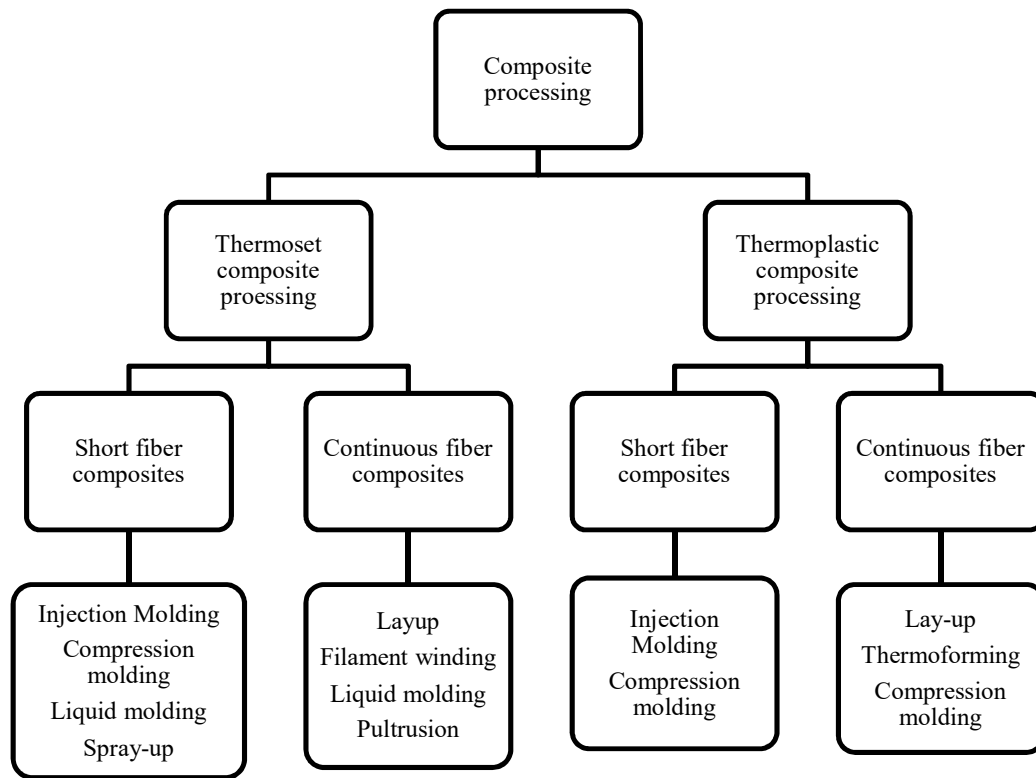 Composite
processing
Thermoset
composite
proessing
Thermoplastic
composite
processing
Short fiber
composites
Continuous fiber
composites
Short fiber
composites
Continuous fiber
composites
Injection Molding
Compression
molding
Liquid molding
Spray-up
Layup
Filament winding
Liquid molding
Pultrusion
Injection
Molding
Compression
molding
Lay-up
Thermoforming
Compression
molding